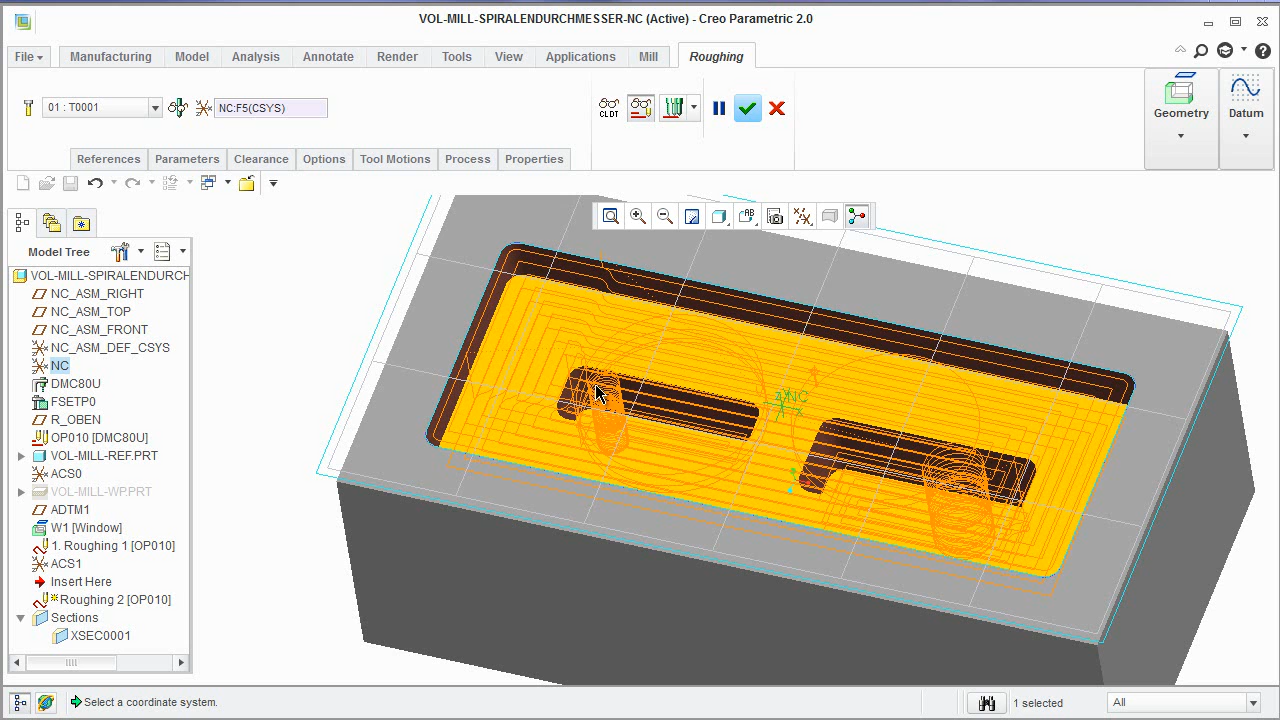 VOL-MILL-SPIRALENDURCHMESSER-NC (Active) - Creo Parametric 2.0
File Manufacturing Model Analysis Annotate Render Tools View Applications Mill Roughing
01 : T0001 NC:F5(CSYS)
CLDT
Geometry Datum
References Parameters Clearance Options Tool Motions Process Properties
Model Tree
VOL-MILL-SPIRALENDURCH
NC_ASM_RIGHT
NC_ASM_TOP
NC_ASM_FRONT
NC_ASM_DEF_CSYS
NC
DMC80U
FSETP0
R_OBEN
OP010 [DMC80U]
VOL-MILL-REF.PRT
ACS0
VOL-MILL-WP.PRT
ADTM1
W1 [Window]
1. Roughing 1 [OP010]
ACS1
Insert Here
Roughing 2 [OP010]
Sections
XSEC0001
NC
X
Select a coordinate system.
1 selected
All